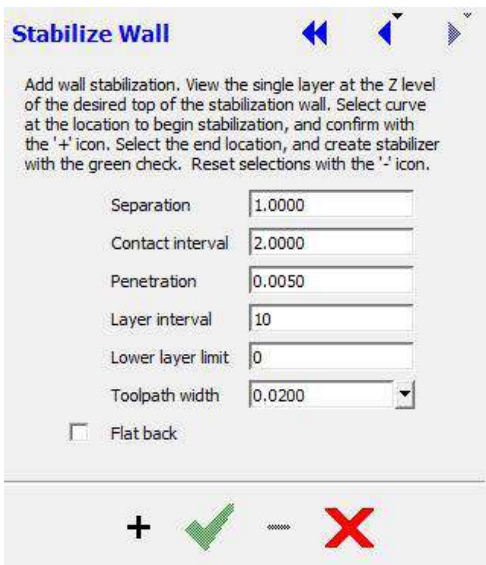 Stabilize Wall
Add wall stabilization. View the single layer at the Z level
of the desired top of the stabilization wall. Select curve
at the location to begin stabilization, and confirm with
the '+' icon. Select the end location, and create stabilizer
with the green check. Reset selections with the '-' icon.
Separation 1.0000
Contact interval 2.0000
Penetration 0.0050
Layer interval 10
Lower layer limit 0
Toolpath width 0.0200
Flat back